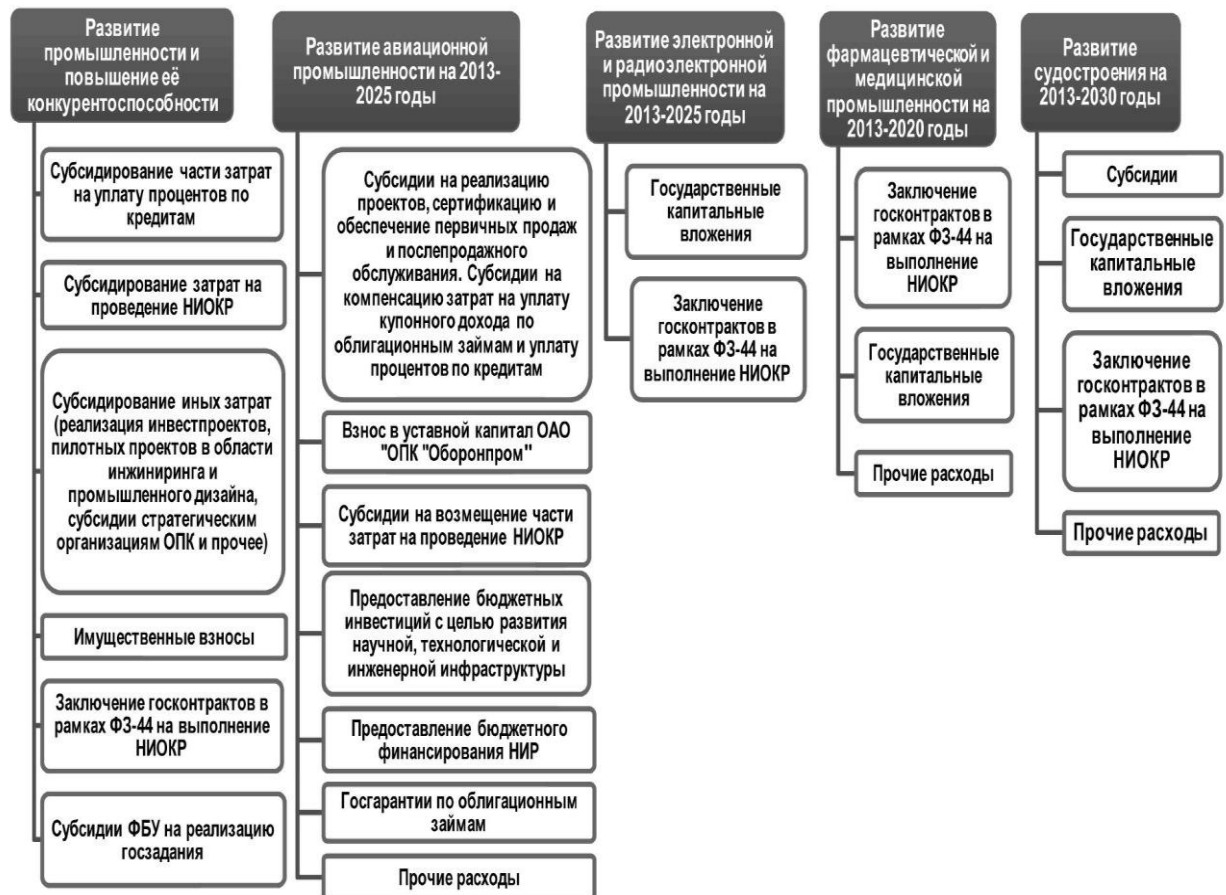 Развитие
промышленности и
повышение её
конкурентоспособности
Субсидирование части затрат
на уплату процентов по
кредитам
Субсидирование затрат на
проведение НИОКР
Субсидирование иных затрат
(реализация инвестпроектов,
пилотных проектов в области
инжиниринга и
промышленного дизайна,
субсидии стратегическим
организациям ОПК и прочее)
Имущественные взносы
Заключение госконтрактов в
рамках ФЗ-44 на выполнение
НИОКР
Субсидии ФБУ на реализацию
госзадания
Развитие авиационной
промышленности на 2013-
2025 годы
Субсидии на реализацию
проектов, сертификацию и
обеспечение первичных продаж
и послепродажного
обслуживания. Субсидии на
компенсацию затрат на уплату
купонного дохода по
облигационным займам и уплату
процентов по кредитам
Взнос в уставной капитал ОАО
"ОПК "Оборонпром"
Субсидии на возмещение части
затрат на проведение НИОКР
Предоставление бюджетных
инвестиций с целью развития
научной, технологической и
инженерной инфраструктуры
Предоставление бюджетного
финансирования НИР
Госгарантии по облигационным
займам
Прочие расходы
Развитие электронной
и радиоэлектронной
промышленности на
2013-2025 годы
Государственные
капитальные
вложения
Заключение
госконтрактов в
рамках ФЗ-44 на
выполнение НИОКР
Развитие
фармацевтической и
медицинской
промышленности на
2013-2020 годы
Заключение
госконтрактов в
рамках ФЗ-44 на
выполнение
НИОКР
Государственные
капитальные
вложения
Прочие расходы
Развитие
судостроения на
2013-2030 годы
Субсидии
Государственные
капитальные
вложения
Заключение
госконтрактов в
рамках ФЗ-44 на
выполнение
НИОКР
Прочие расходы